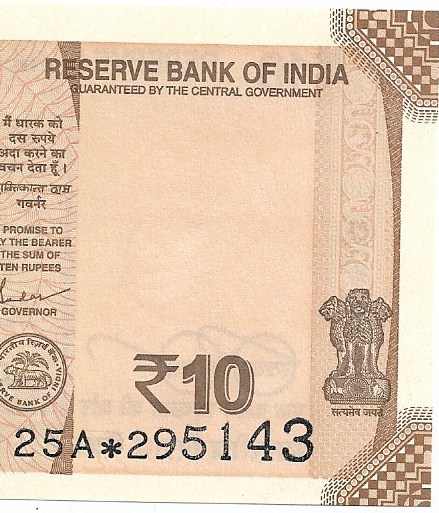 RESERVE BANK OF INDIA
GUARANTEED BY THE CENTRAL GOVERNMENT
मैं धारक को
दस रुपये
अदा करने का
वचन देता हूँ ।
शक्तिकान्त दास
गवर्नर
PROMISE TO
Y THE BEARER
THE SUM OF
TEN RUPEES
GOVERNOR
भारतीय रिज़र्व बैंक
RESERVE BANK OF INDIA
₹10
सत्यमेव जयते
25A*295143